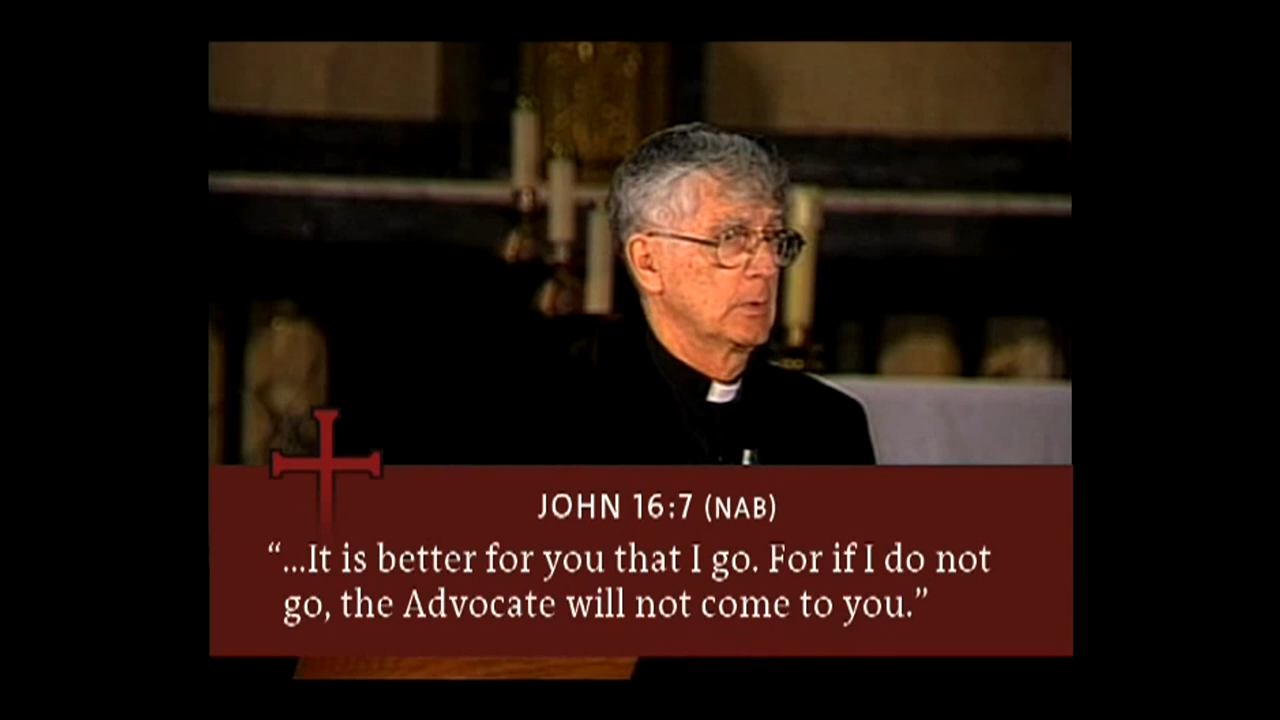 JOHN 16:7 (NAB)
“...It is better for you that I go. For if I do not
go, the Advocate will not come to you.”